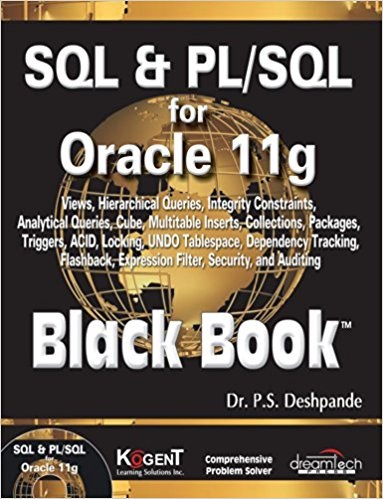 SQL & PL/SQL
for
Oracle 11g
Views, Hierarchical Queries, Integrity Constraints,
Analytical Queries, Cube, Multitable Inserts, Collections, Packages,
Triggers, ACID, Locking, UNDO Tablespace, Dependency Tracking,
Flashback, Expression Filter, Security, and Auditing
Black Book™
Dr. P.S. Deshpande
SQL & PL/SQL
for
Oracle 11g
KOGENT
Learning Solutions Inc.
Comprehensive
Problem Solver
dreamtech
PRESS